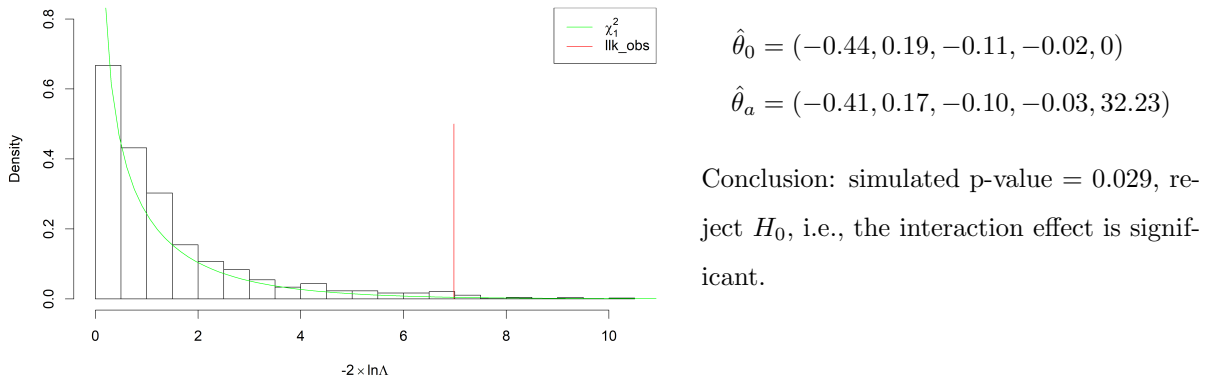 0.8
0.6
0.4
0.2
0.0
Density
0 2 4 6 8 10
-2 × lnΛ
χ²₁
llk_obs
θ̂₀ = (−0.44, 0.19, −0.11, −0.02, 0)
θ̂ₐ = (−0.41, 0.17, −0.10, −0.03, 32.23)
Conclusion: simulated p-value = 0.029, re-
ject H₀, i.e., the interaction effect is signif-
icant.